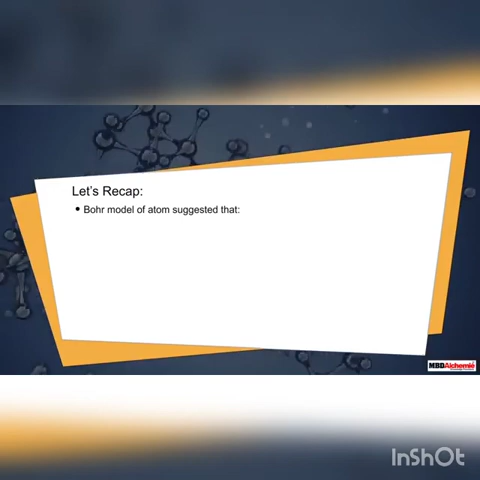 Let's Recap:
• Bohr model of atom suggested that:
MBDAlchemie
InShOt